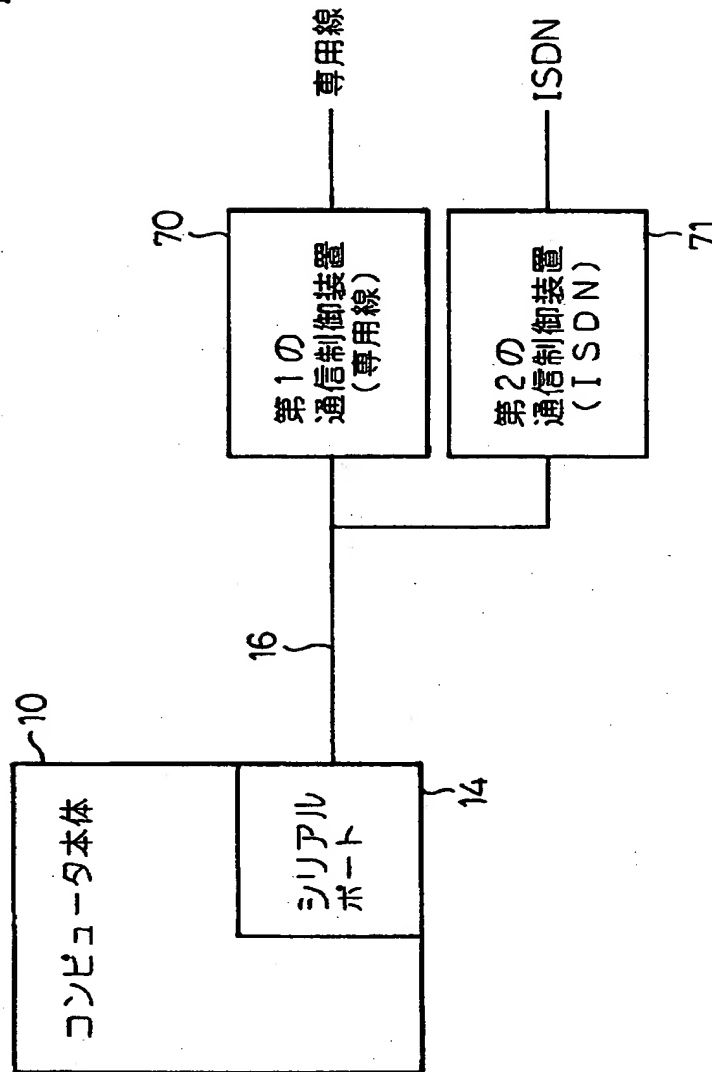 10
コンピュータ本体
シリアル
ポート
14
16
70
第1の
通信制御装置
(専用線)
専用線
第2の
通信制御装置
(ISDN)
71
ISDN